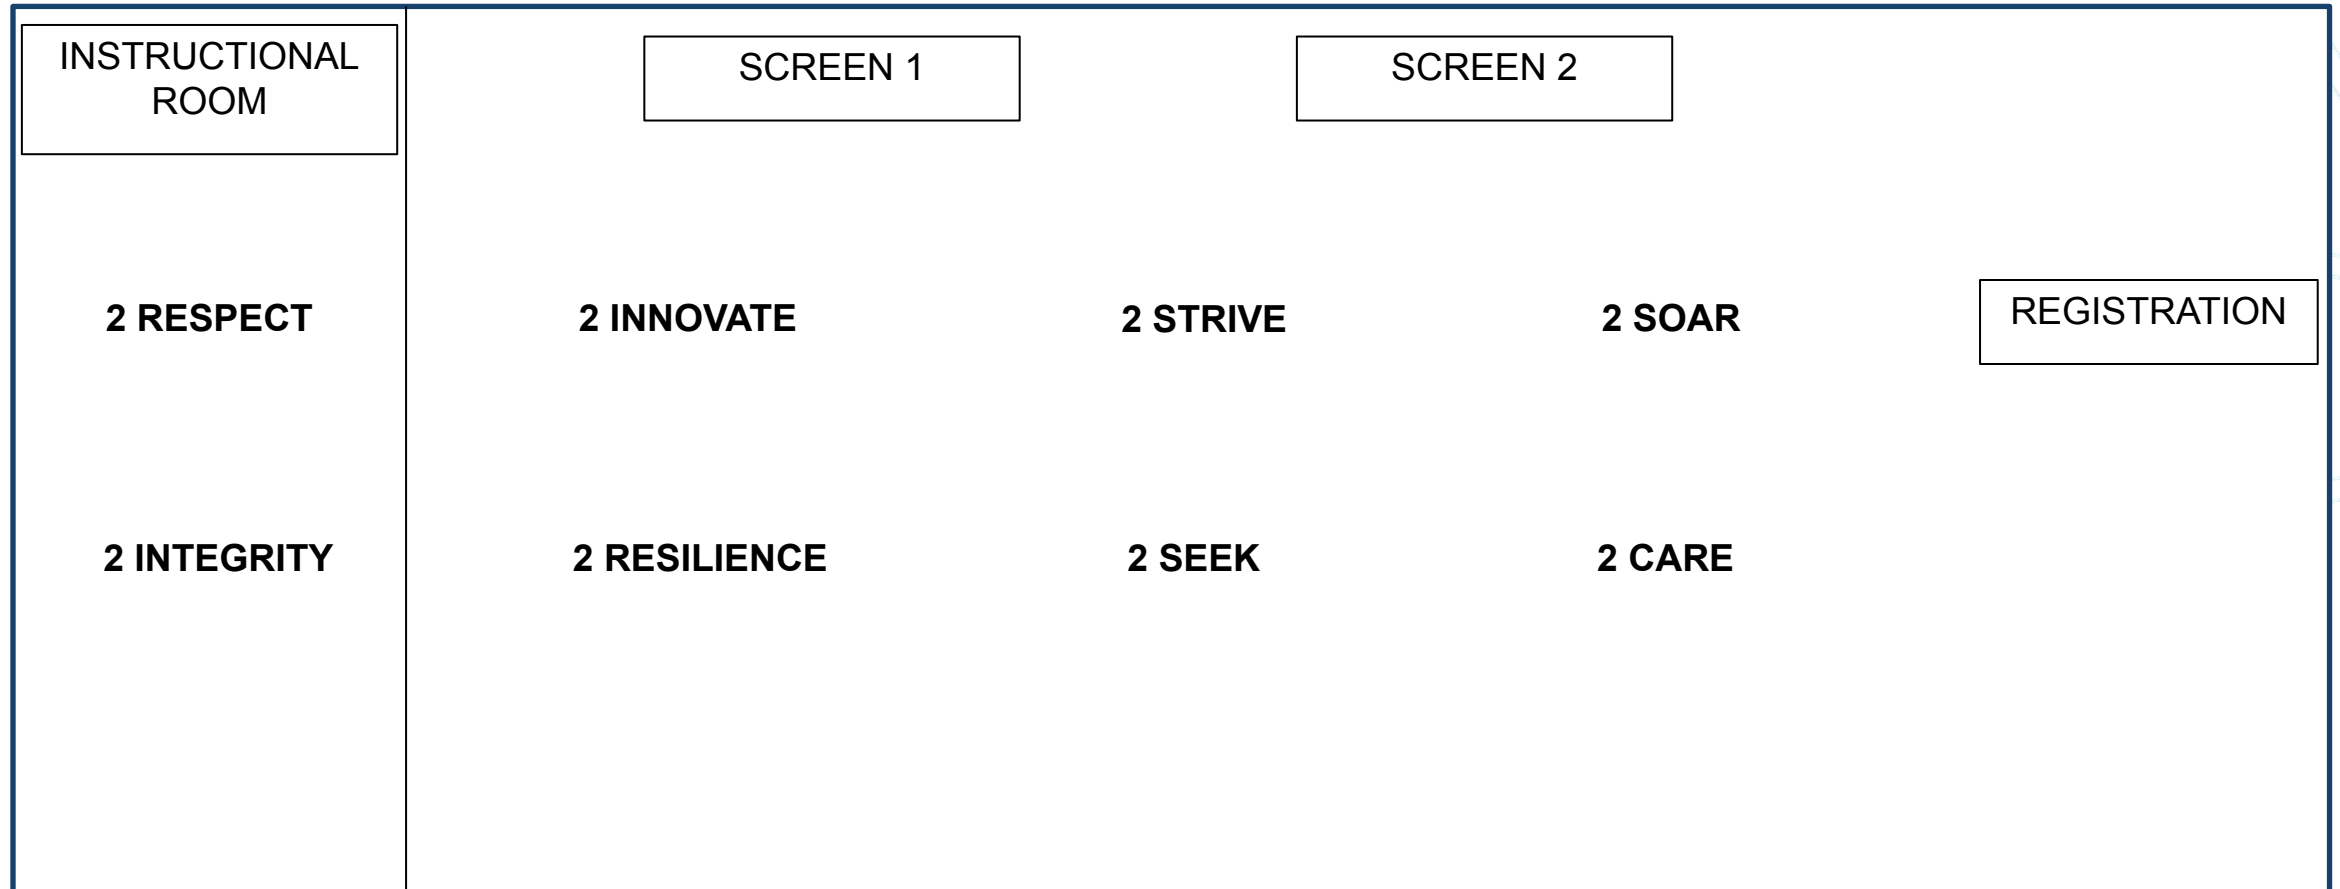 INSTRUCTIONAL
ROOM
SCREEN 1
SCREEN 2
2 RESPECT
2 INNOVATE
2 STRIVE
2 SOAR
REGISTRATION
2 INTEGRITY
2 RESILIENCE
2 SEEK
2 CARE